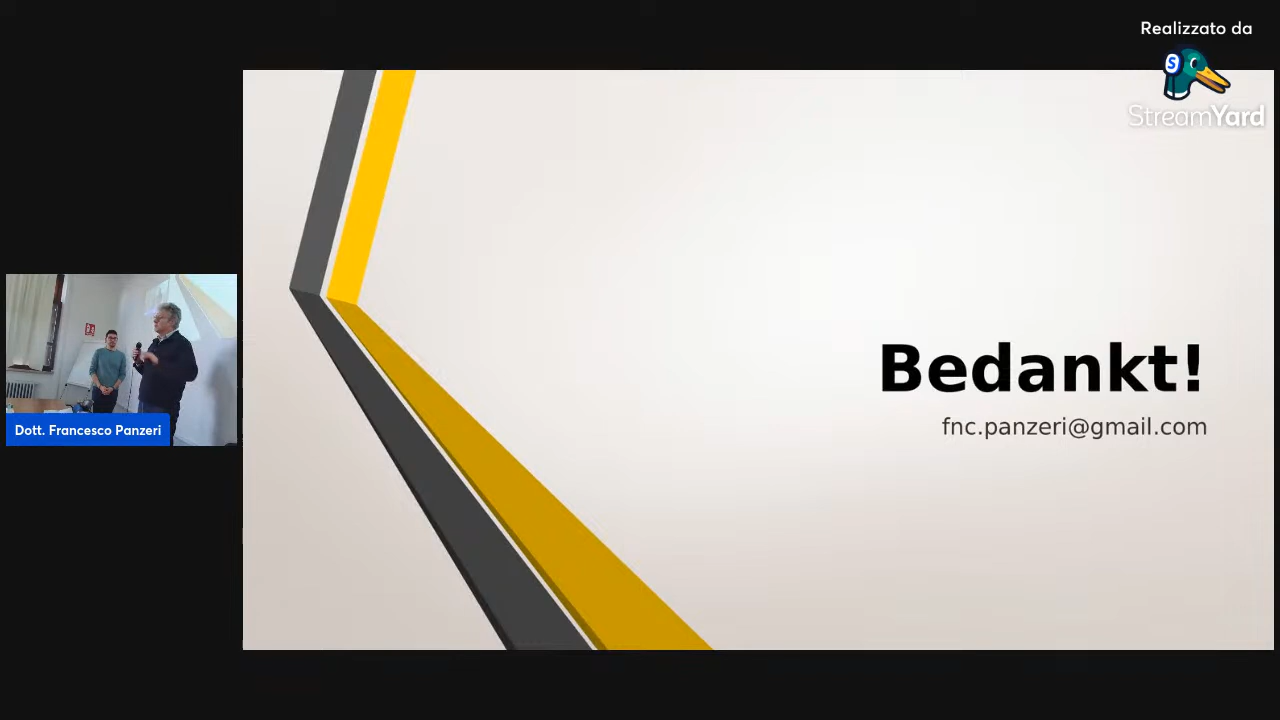 Realizzato da
StreamYard
Bedankt!
fnc.panzeri@gmail.com
Dott. Francesco Panzeri